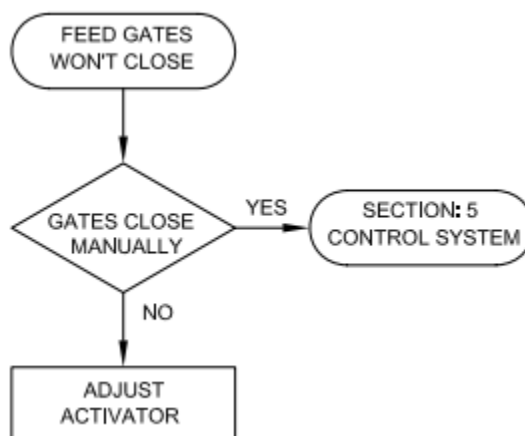 FEED GATES
WON'T CLOSE
GATES CLOSE
MANUALLY
YES
SECTION: 5
CONTROL SYSTEM
NO
ADJUST
ACTIVATOR